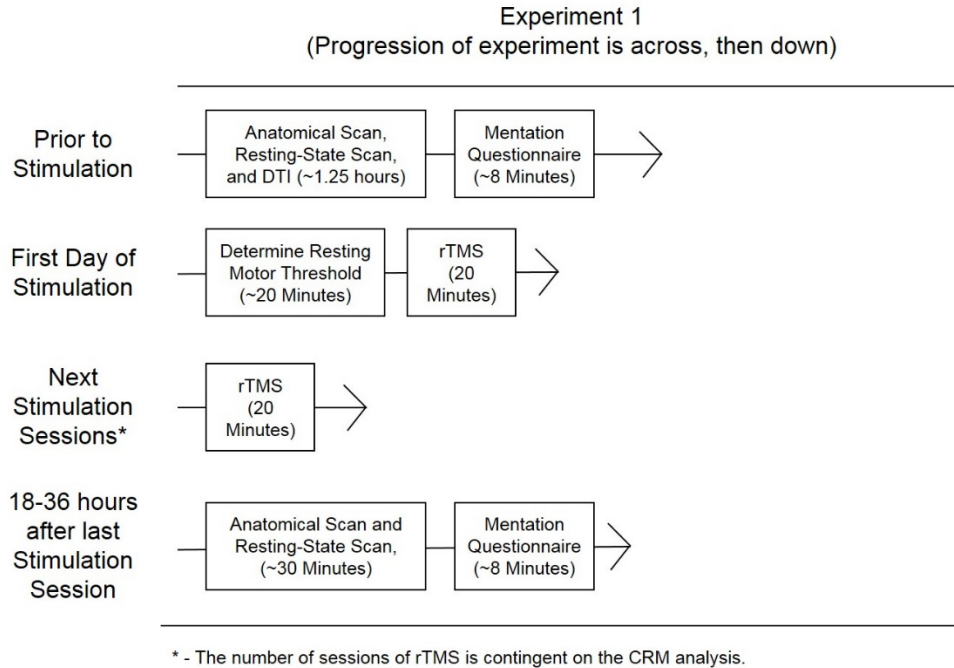 Experiment 1
(Progression of experiment is across, then down)
Prior to
Stimulation
Anatomical Scan,
Resting-State Scan,
and DTI (~1.25 hours)
Mentation
Questionnaire
(~8 Minutes)
First Day of
Stimulation
Determine Resting
Motor Threshold
(~20 Minutes)
rTMS
(20
Minutes)
Next
Stimulation
Sessions*
rTMS
(20
Minutes)
18-36 hours
after last
Stimulation
Session
Anatomical Scan and
Resting-State Scan,
(~30 Minutes)
Mentation
Questionnaire
(~8 Minutes)
* - The number of sessions of rTMS is contingent on the CRM analysis.